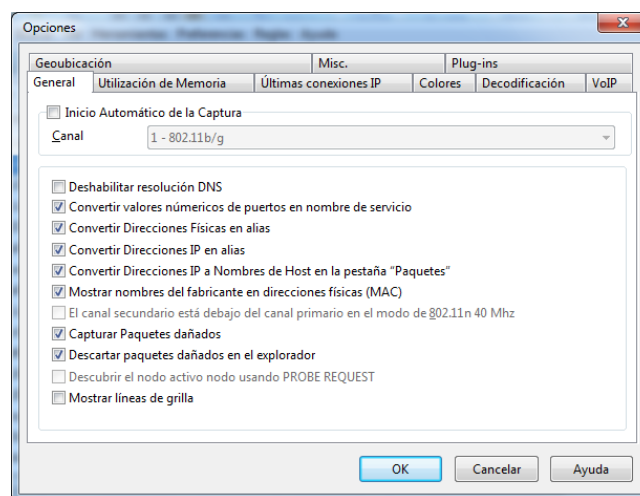 Opciones
Herramientas Preferencias Reglas Ayuda
Geoubicación Misc. Plug-ins
General Utilización de Memoria Últimas conexiones IP Colores Decodificación VoIP
Inicio Automático de la Captura
Canal 1 - 802.11b/g
Deshabilitar resolución DNS
Convertir valores númericos de puertos en nombre de servicio
Convertir Direcciones Físicas en alias
Convertir Direcciones IP en alias
Convertir Direcciones IP a Nombres de Host en la pestaña "Paquetes"
Mostrar nombres del fabricante en direcciones físicas (MAC)
El canal secundario está debajo del canal primario en el modo de 802.11n 40 Mhz
Capturar Paquetes dañados
Descartar paquetes dañados en el explorador
Descubrir el nodo activo nodo usando PROBE REQUEST
Mostrar líneas de grilla
OK Cancelar Ayuda